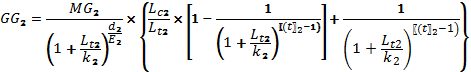 GG₂ = MG₂ / (1 + L_t2/k₂)^(d₂/E₂) × { L_c2/L_t2 × [ 1 − 1 / (1 + L_t2/k₂)^(⟦(t⟧₂−1) ) ] + 1 / (1 + L_t2/k₂)^(⟦(t⟧₂−1) ) }